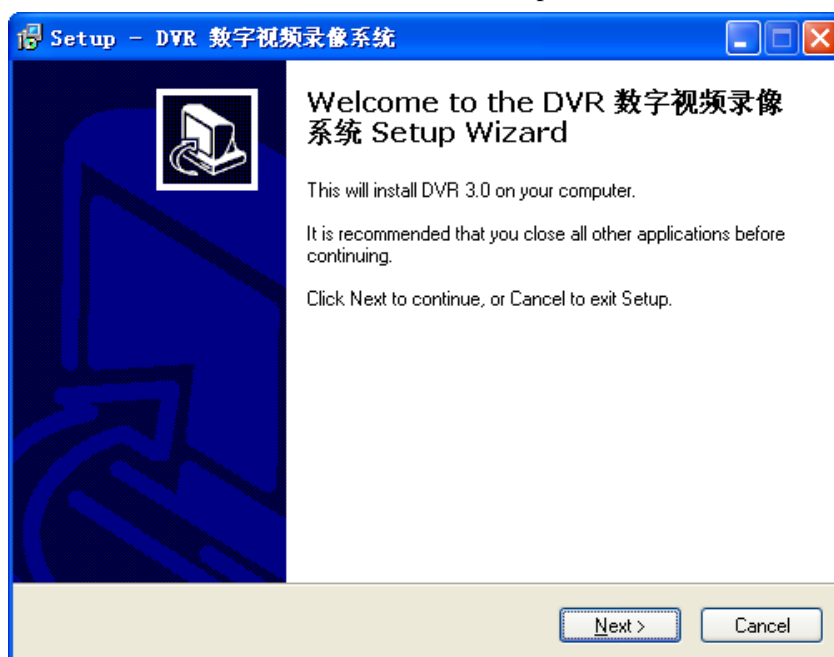 Setup - DVR 数字视频录像系统
Welcome to the DVR 数字视频录像
系统 Setup Wizard
This will install DVR 3.0 on your computer.
It is recommended that you close all other applications before
continuing.
Click Next to continue, or Cancel to exit Setup.
Next >
Cancel